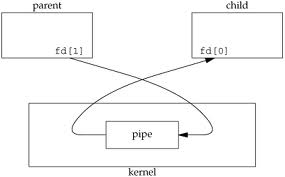 parent child
fd[1] fd[0]
pipe
kernel